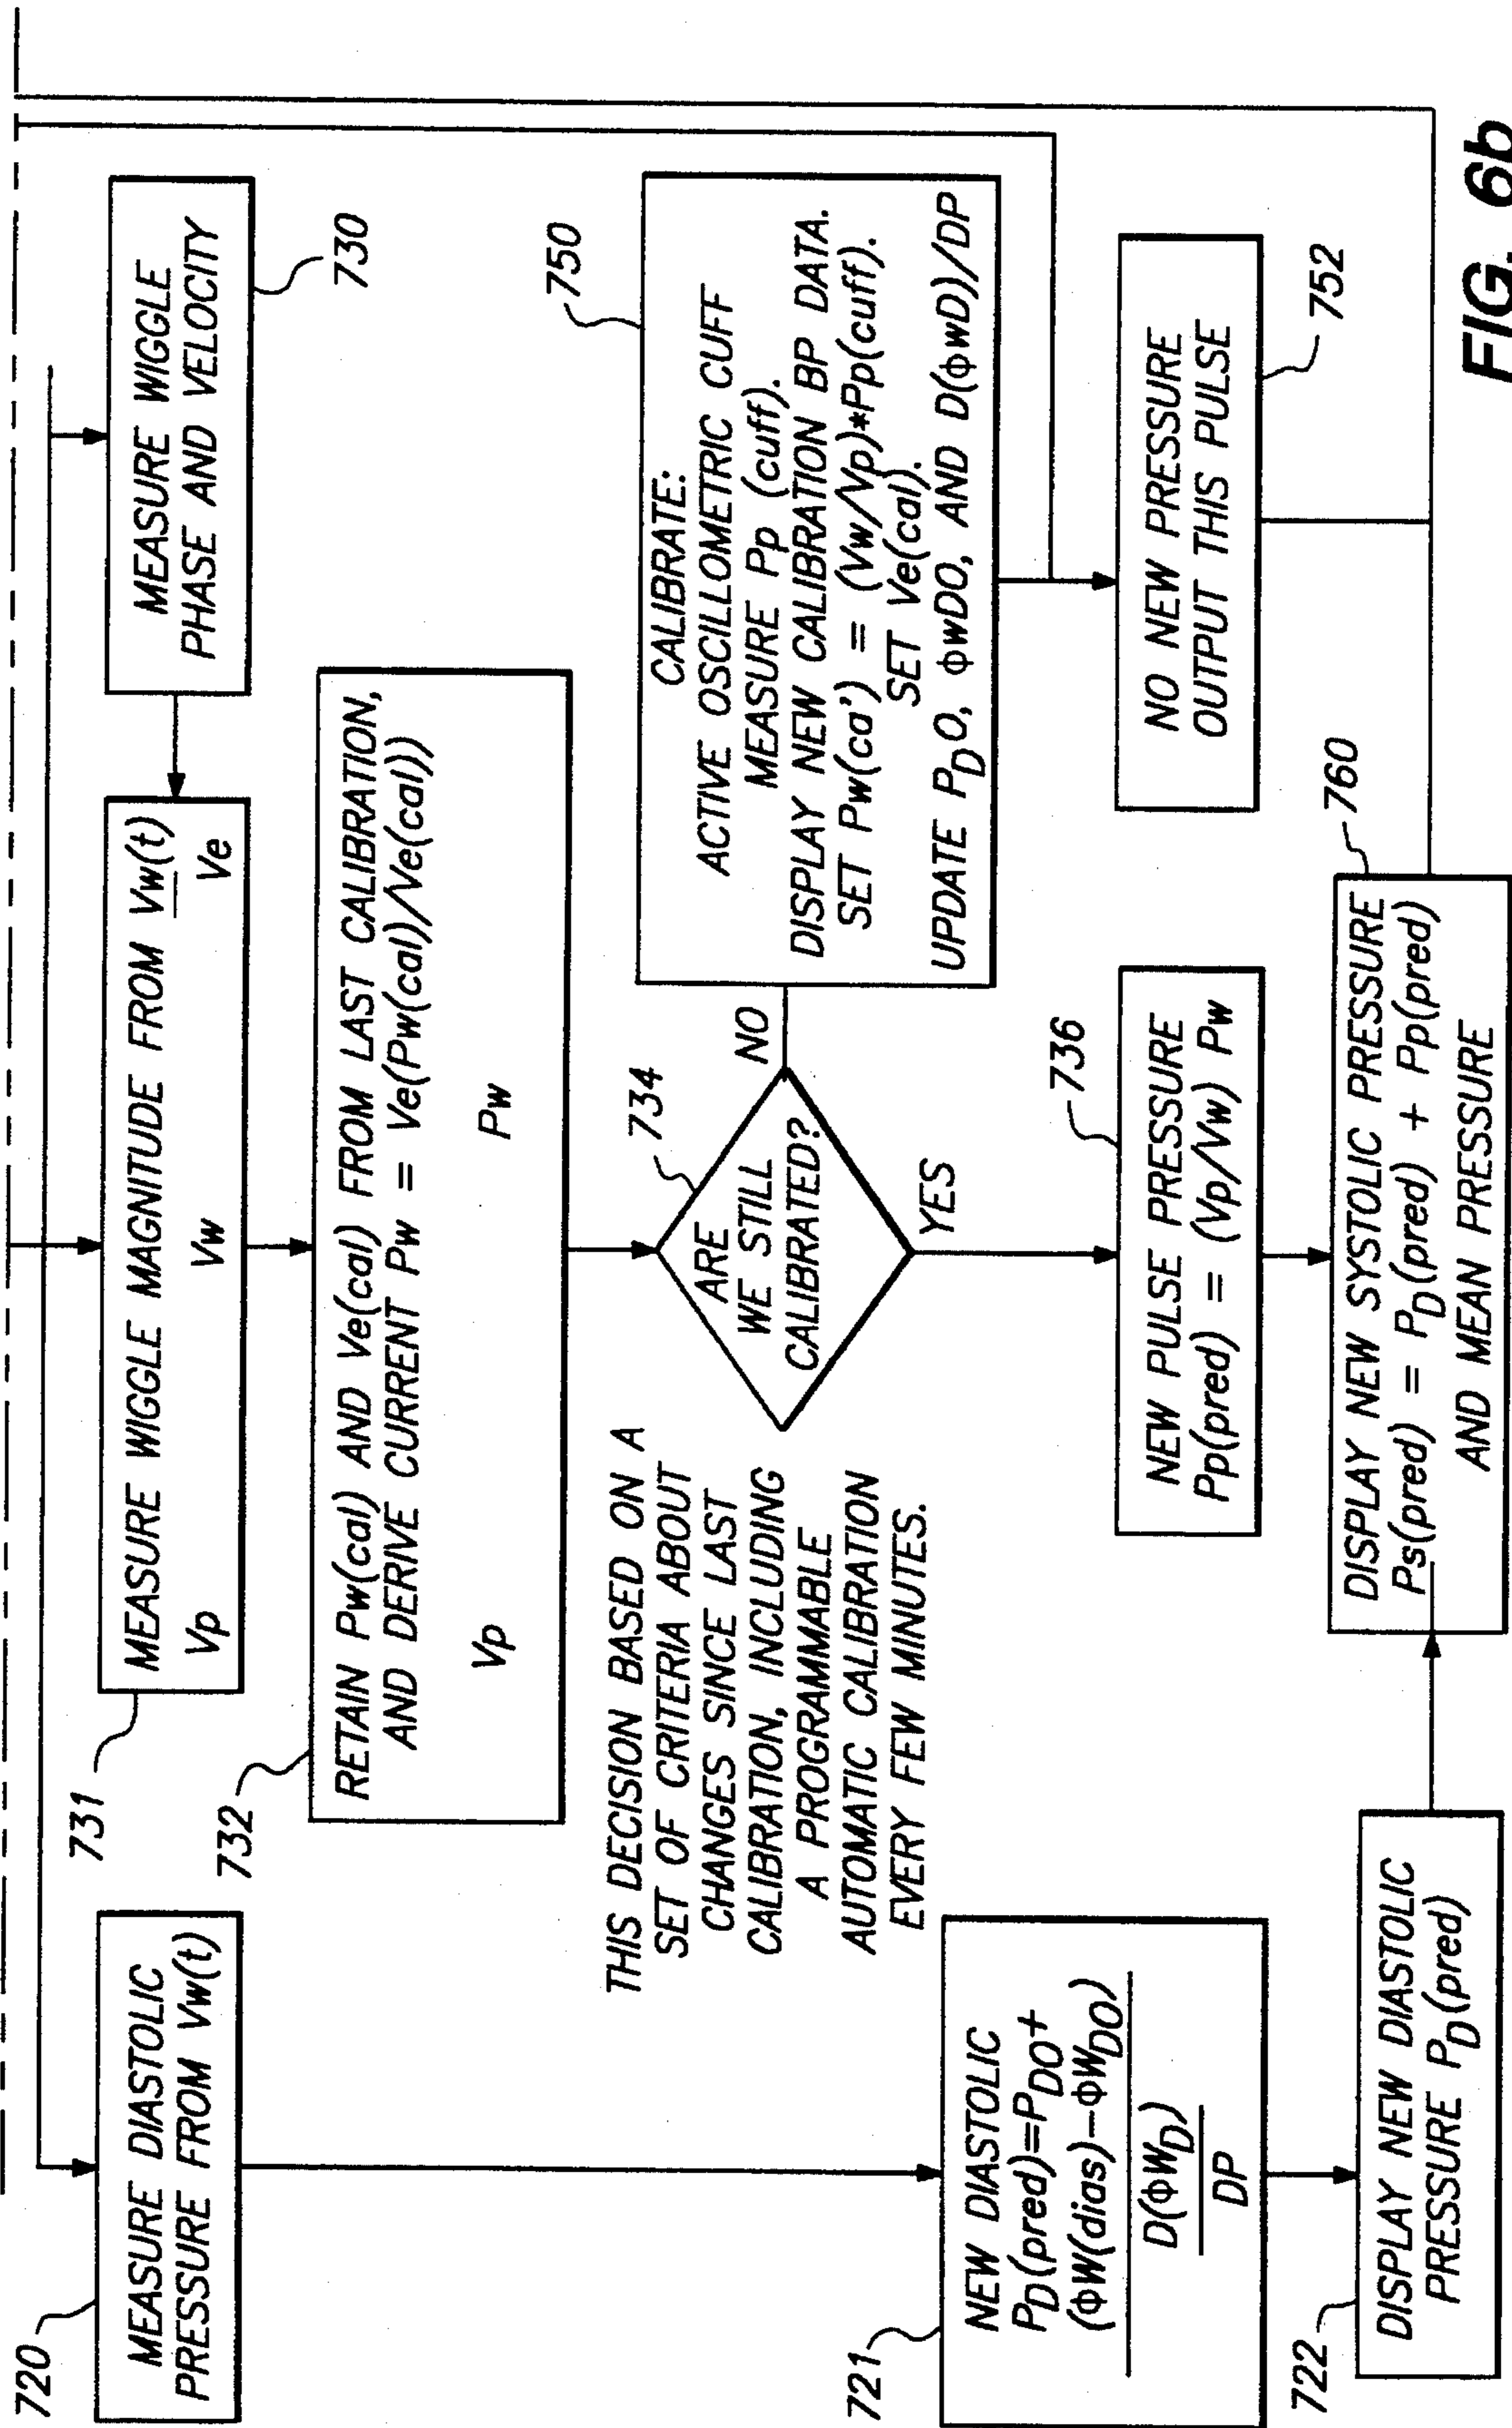 720
MEASURE DIASTOLIC
PRESSURE FROM Vw(t)
731
MEASURE WIGGLE MAGNITUDE FROM Vw(t)
Vp Vw Ve
MEASURE WIGGLE
PHASE AND VELOCITY
730
732
RETAIN Pw(cal) AND Ve(cal) FROM LAST CALIBRATION,
AND DERIVE CURRENT Pw = Ve(Pw(cal)/Ve(cal))
Vp Pw
THIS DECISION BASED ON A
SET OF CRITERIA ABOUT
CHANGES SINCE LAST
CALIBRATION, INCLUDING
A PROGRAMMABLE
AUTOMATIC CALIBRATION
EVERY FEW MINUTES.
734
ARE
WE STILL
CALIBRATED?
NO
YES
750
CALIBRATE:
ACTIVE OSCILLOMETRIC CUFF
MEASURE Pp (cuff).
DISPLAY NEW CALIBRATION BP DATA.
SET Pw(ca') = (Vw/Vp)*Pp(cuff).
SET Ve(cal).
UPDATE PDO, ϕwDO, AND D(ϕwD)/DP
721
NEW DIASTOLIC
PD(pred)=PDO+
(ϕW(dias)-ϕWDO)
D(ϕWD)
DP
736
NEW PULSE PRESSURE
Pp(pred) = (Vp/Vw) Pw
NO NEW PRESSURE
OUTPUT THIS PULSE
752
722
DISPLAY NEW DIASTOLIC
PRESSURE PD(pred)
760
DISPLAY NEW SYSTOLIC PRESSURE
Ps(pred) = PD(pred) + Pp(pred)
AND MEAN PRESSURE
FIG. 6b